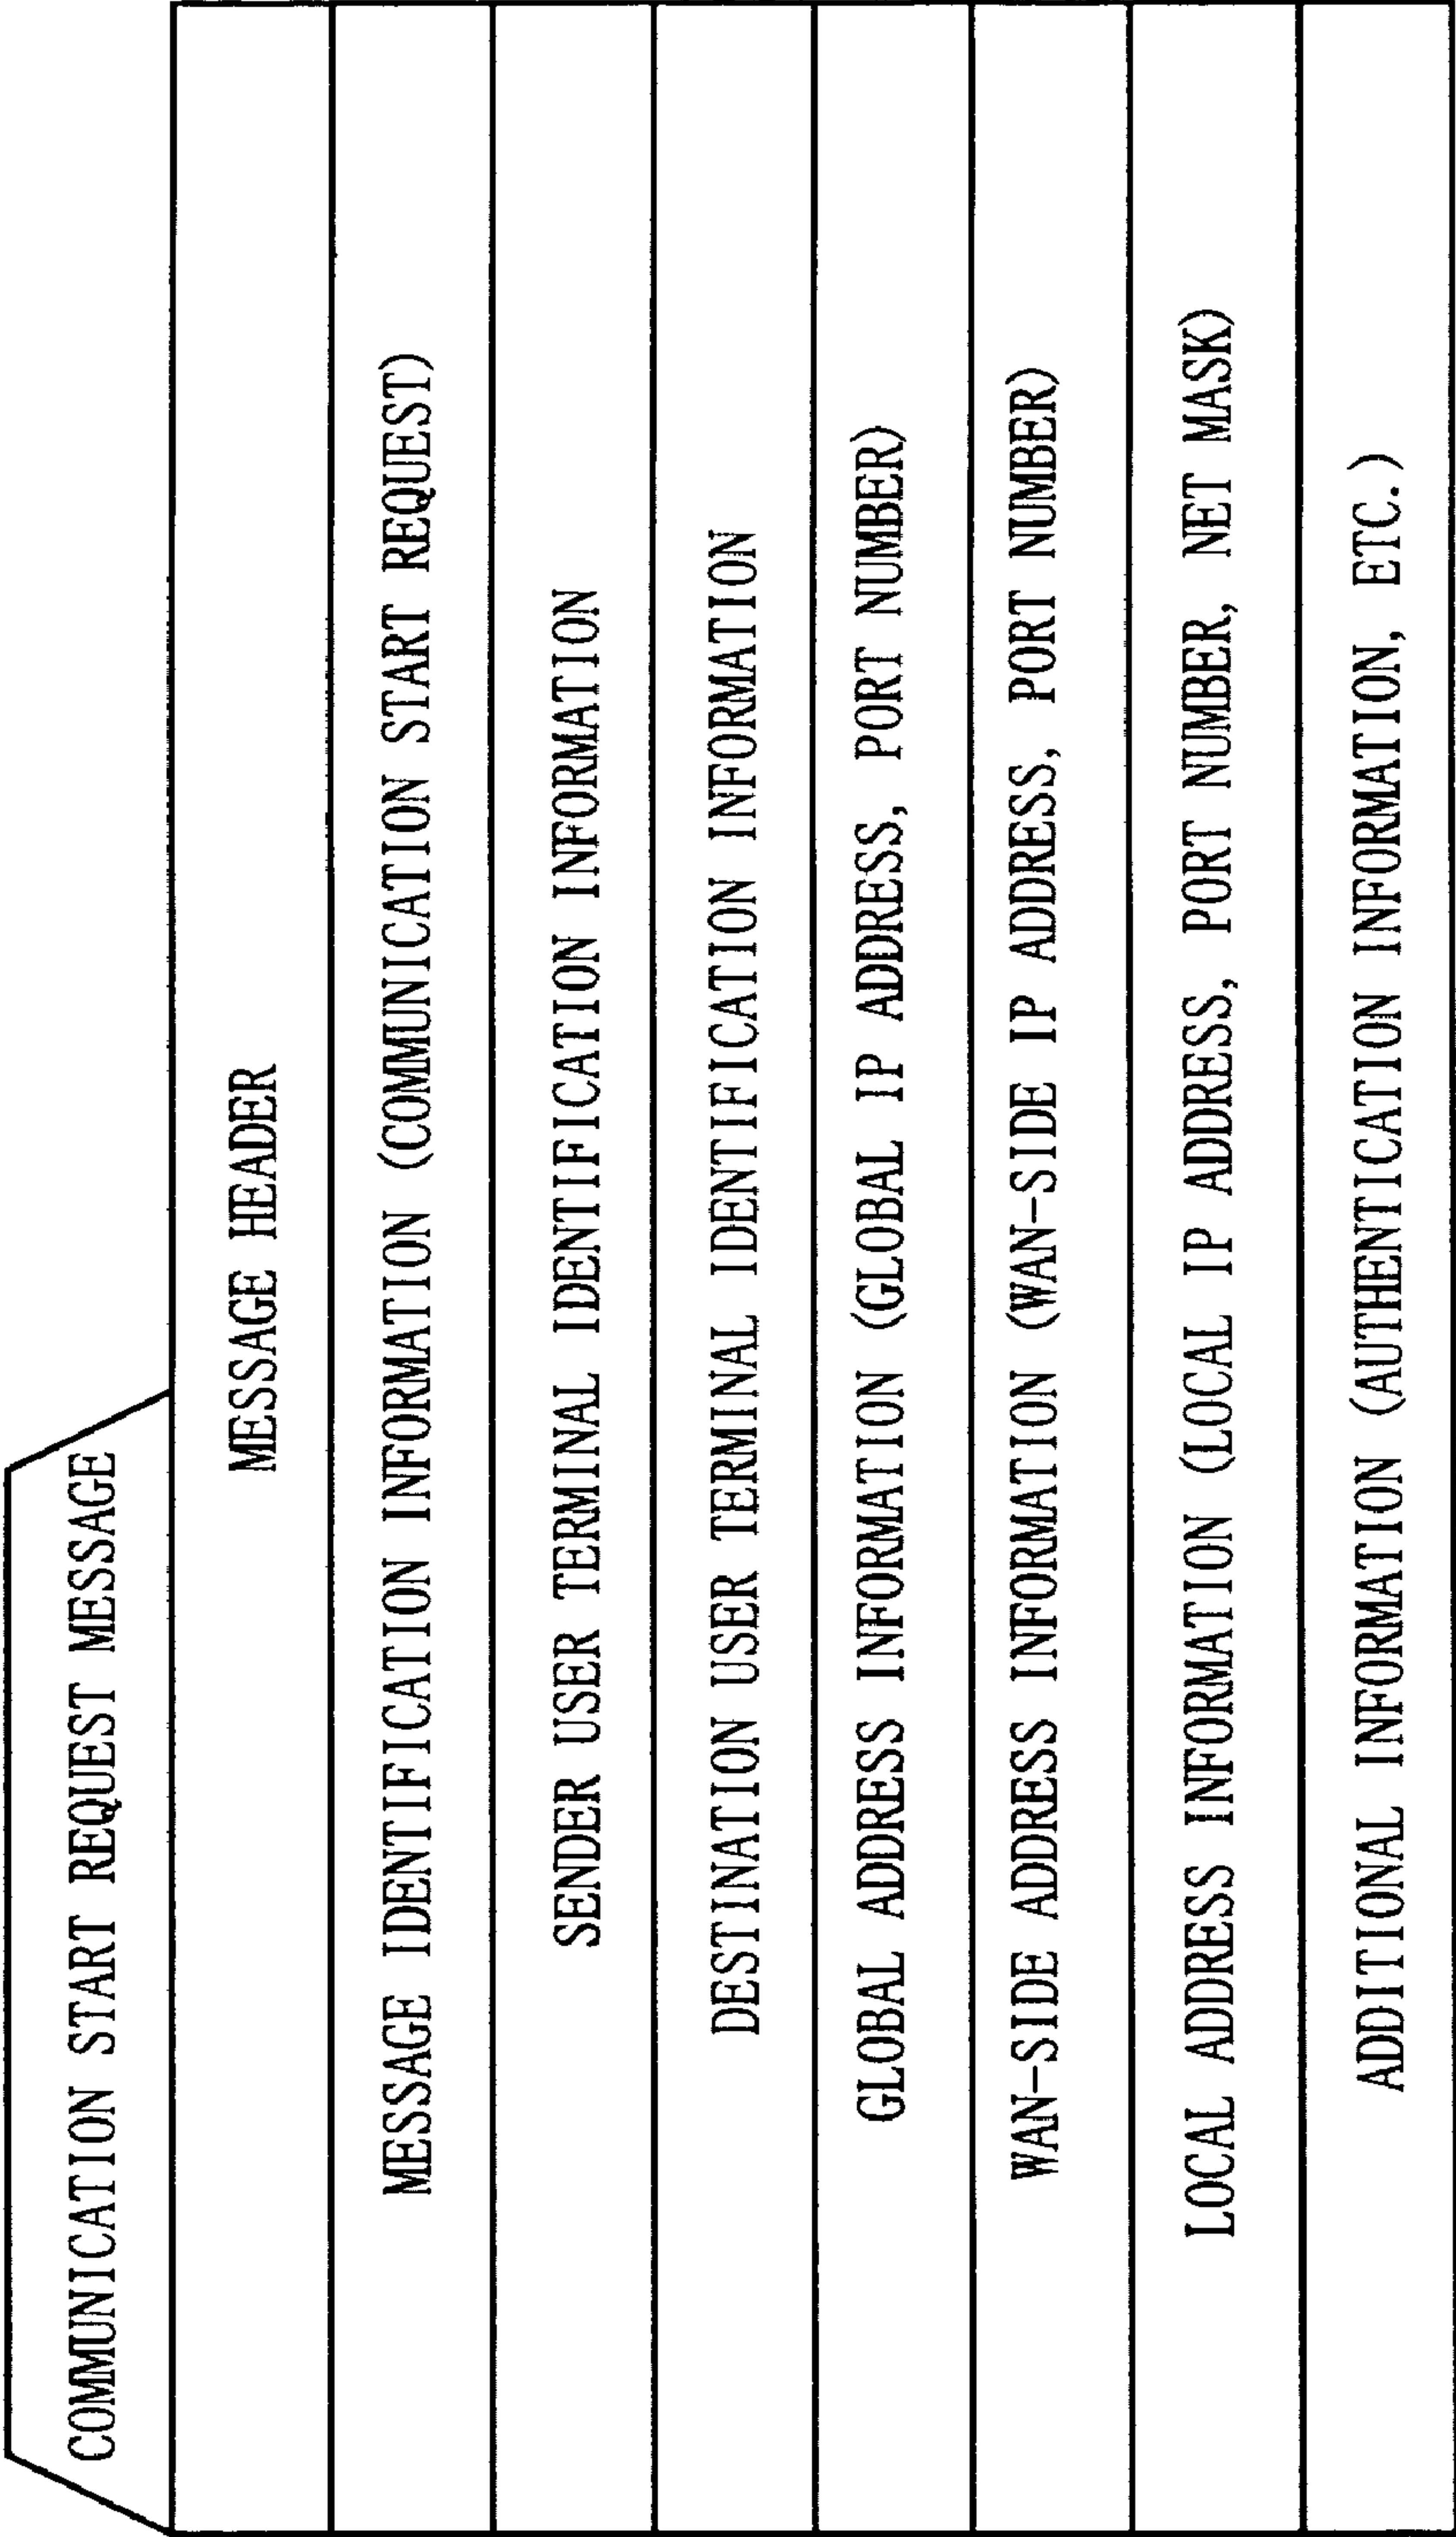 COMMUNICATION START REQUEST MESSAGE
MESSAGE HEADER
MESSAGE IDENTIFICATION INFORMATION (COMMUNICATION START REQUEST)
SENDER USER TERMINAL IDENTIFICATION INFORMATION
DESTINATION USER TERMINAL IDENTIFICATION INFORMATION
GLOBAL ADDRESS INFORMATION (GLOBAL IP ADDRESS, PORT NUMBER)
WAN-SIDE ADDRESS INFORMATION (WAN-SIDE IP ADDRESS, PORT NUMBER)
LOCAL ADDRESS INFORMATION (LOCAL IP ADDRESS, PORT NUMBER, NET MASK)
ADDITIONAL INFORMATION (AUTHENTICATION INFORMATION, ETC.)